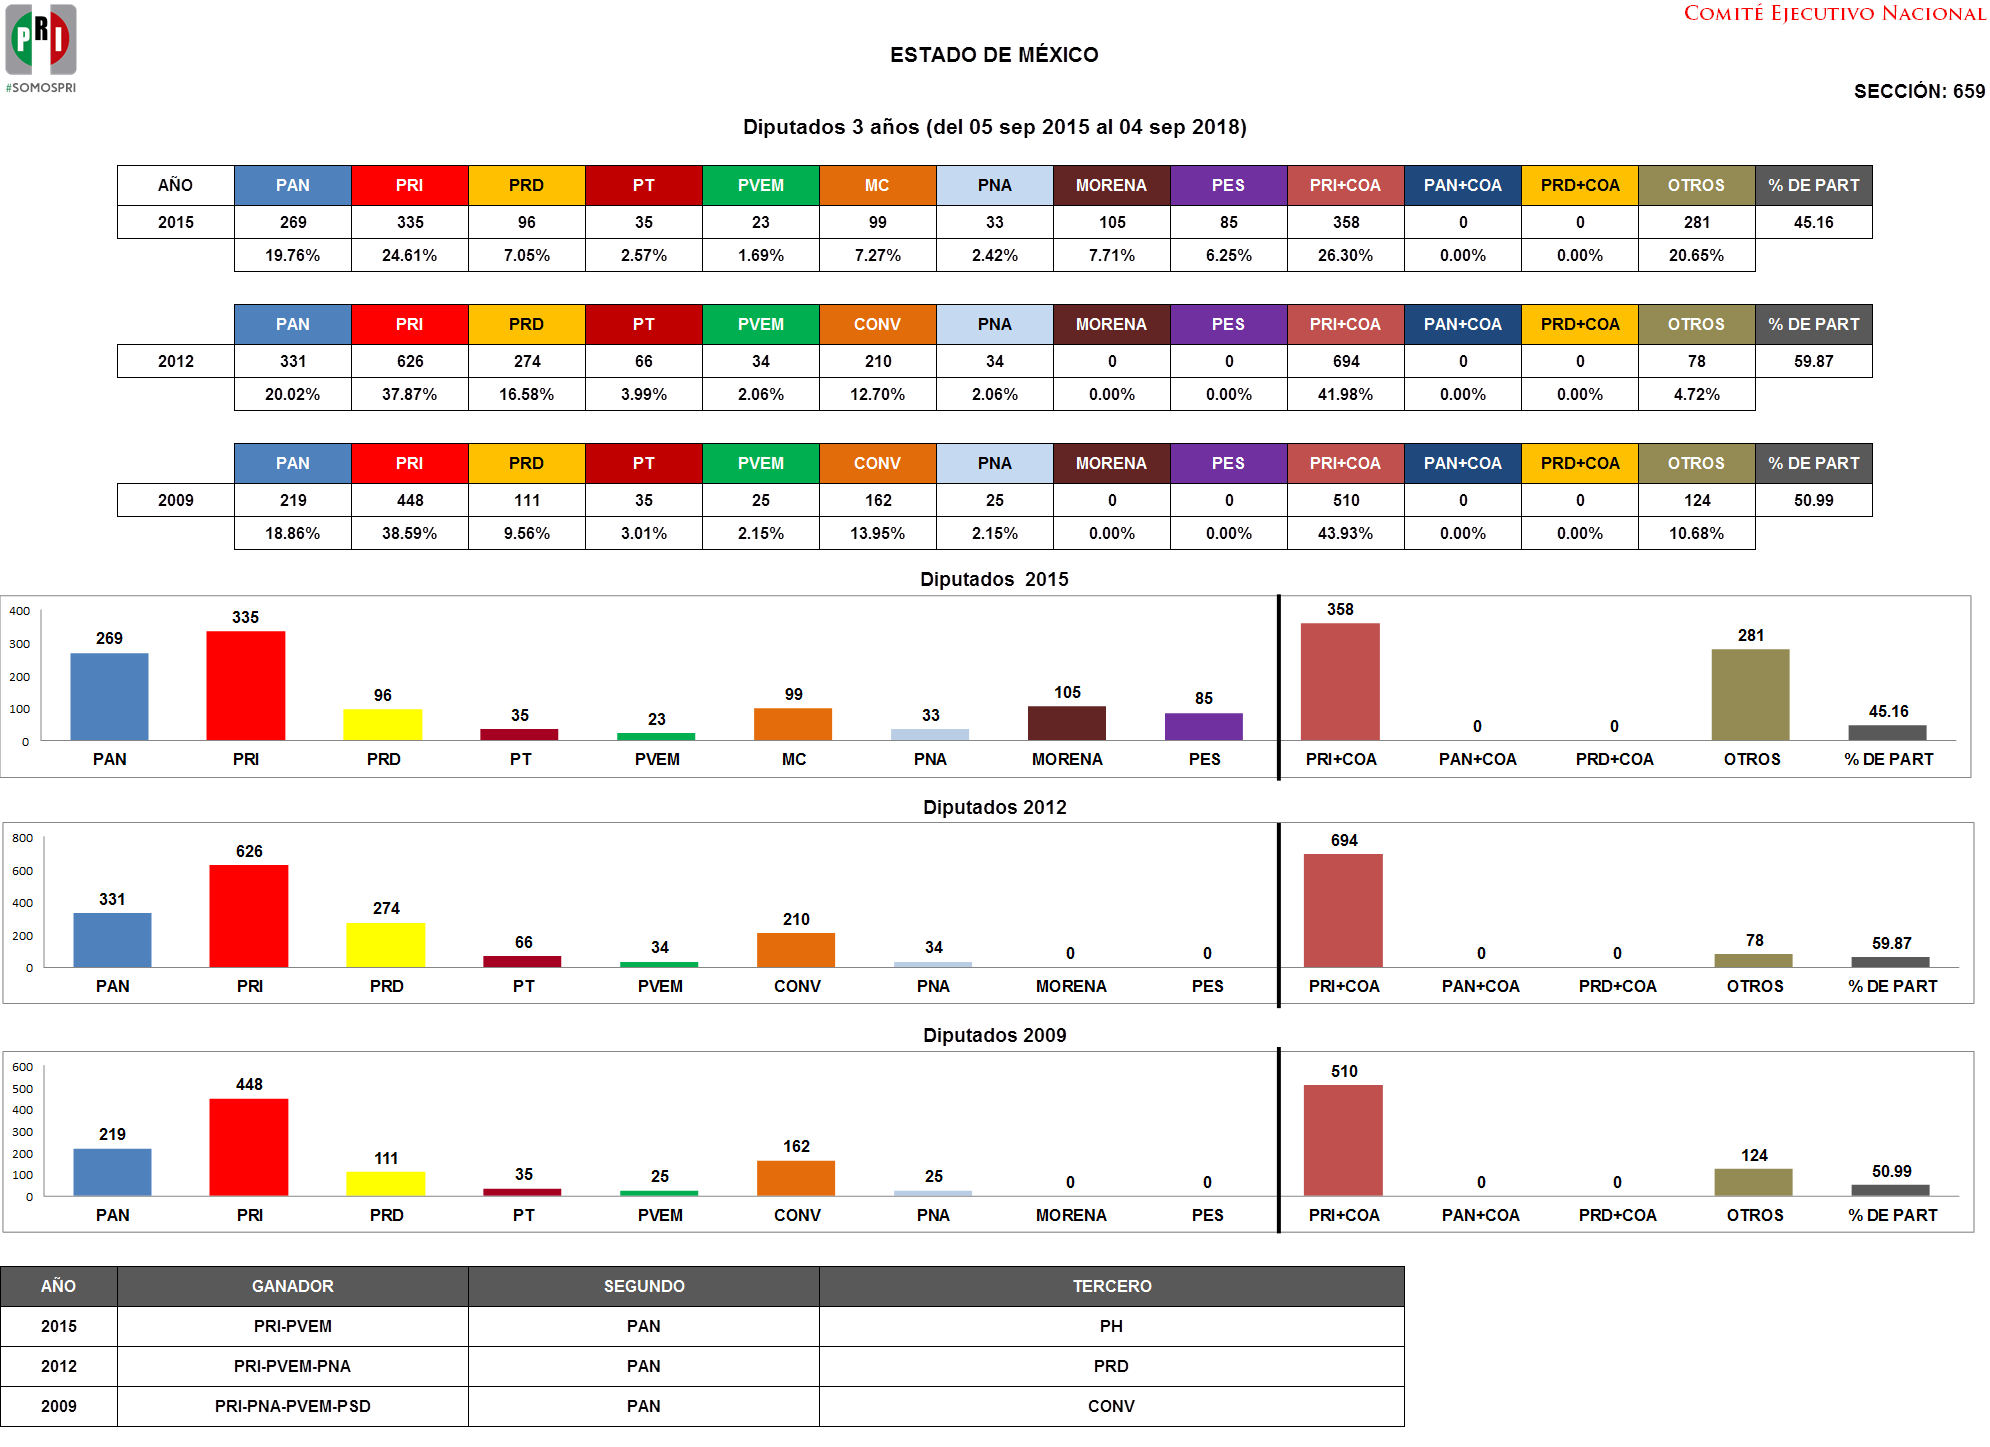 PRI
#SOMOSPRI
COMITÉ EJECUTIVO NACIONAL
ESTADO DE MÉXICO
SECCIÓN: 659
Diputados 3 años (del 05 sep 2015 al 04 sep 2018)
AÑO PAN PRI PRD PT PVEM MC PNA MORENA PES PRI+COA PAN+COA PRD+COA OTROS % DE PART
2015 269 335 96 35 23 99 33 105 85 358 0 0 281 45.16
19.76% 24.61% 7.05% 2.57% 1.69% 7.27% 2.42% 7.71% 6.25% 26.30% 0.00% 0.00% 20.65%
PAN PRI PRD PT PVEM CONV PNA MORENA PES PRI+COA PAN+COA PRD+COA OTROS % DE PART
2012 331 626 274 66 34 210 34 0 0 694 0 0 78 59.87
20.02% 37.87% 16.58% 3.99% 2.06% 12.70% 2.06% 0.00% 0.00% 41.98% 0.00% 0.00% 4.72%
PAN PRI PRD PT PVEM CONV PNA MORENA PES PRI+COA PAN+COA PRD+COA OTROS % DE PART
2009 219 448 111 35 25 162 25 0 0 510 0 0 124 50.99
18.86% 38.59% 9.56% 3.01% 2.15% 13.95% 2.15% 0.00% 0.00% 43.93% 0.00% 0.00% 10.68%
Diputados 2015
400
300
200
100
0
269 335 96 35 23 99 33 105 85 358 0 0 281 45.16
PAN PRI PRD PT PVEM MC PNA MORENA PES PRI+COA PAN+COA PRD+COA OTROS % DE PART
Diputados 2012
800
600
400
200
0
331 626 274 66 34 210 34 0 0 694 0 0 78 59.87
PAN PRI PRD PT PVEM CONV PNA MORENA PES PRI+COA PAN+COA PRD+COA OTROS % DE PART
Diputados 2009
600
500
400
300
200
100
0
219 448 111 35 25 162 25 0 0 510 0 0 124 50.99
PAN PRI PRD PT PVEM CONV PNA MORENA PES PRI+COA PAN+COA PRD+COA OTROS % DE PART
AÑO GANADOR SEGUNDO TERCERO
2015 PRI-PVEM PAN PH
2012 PRI-PVEM-PNA PAN PRD
2009 PRI-PNA-PVEM-PSD PAN CONV